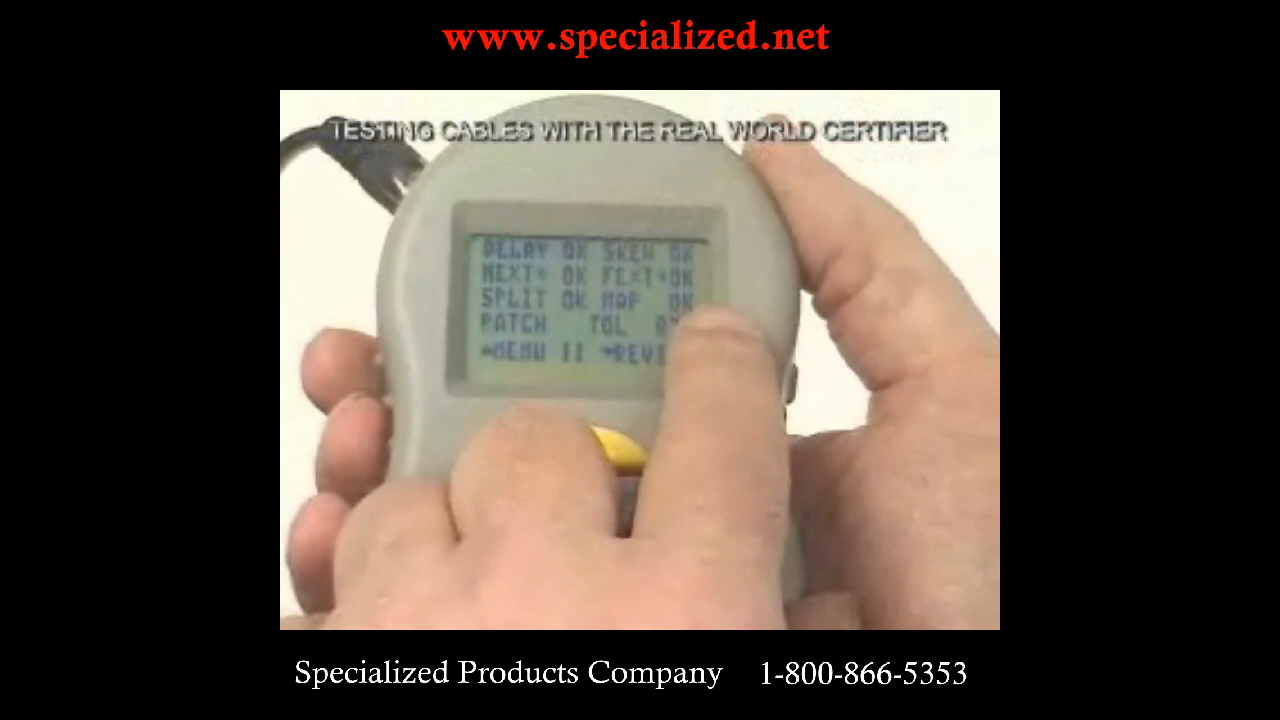 www.specialized.net
TESTING CABLES WITH THE REAL WORLD CERTIFIER
DELAY OK SKEW OK
NEXT* OK FEXT*OK
SPLIT OK MAP OK
PATCH TOL
MENU II
Specialized Products Company 1-800-866-5353